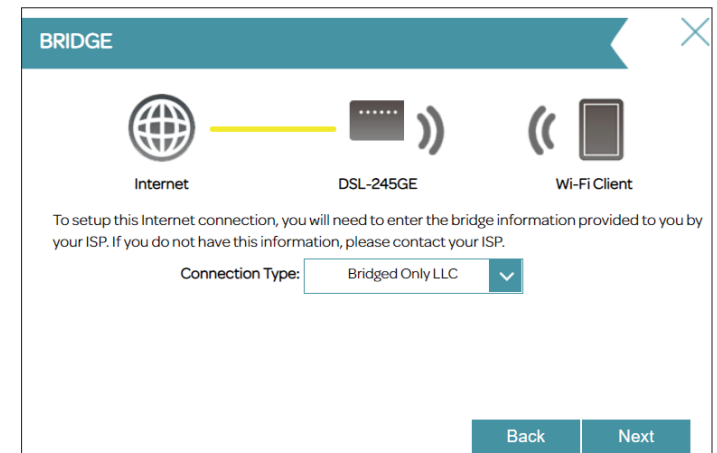 BRIDGE
Internet
DSL-245GE
Wi-Fi Client
To setup this Internet connection, you will need to enter the bridge information provided to you by
your ISP. If you do not have this information, please contact your ISP.
Connection Type: Bridged Only LLC
Back Next